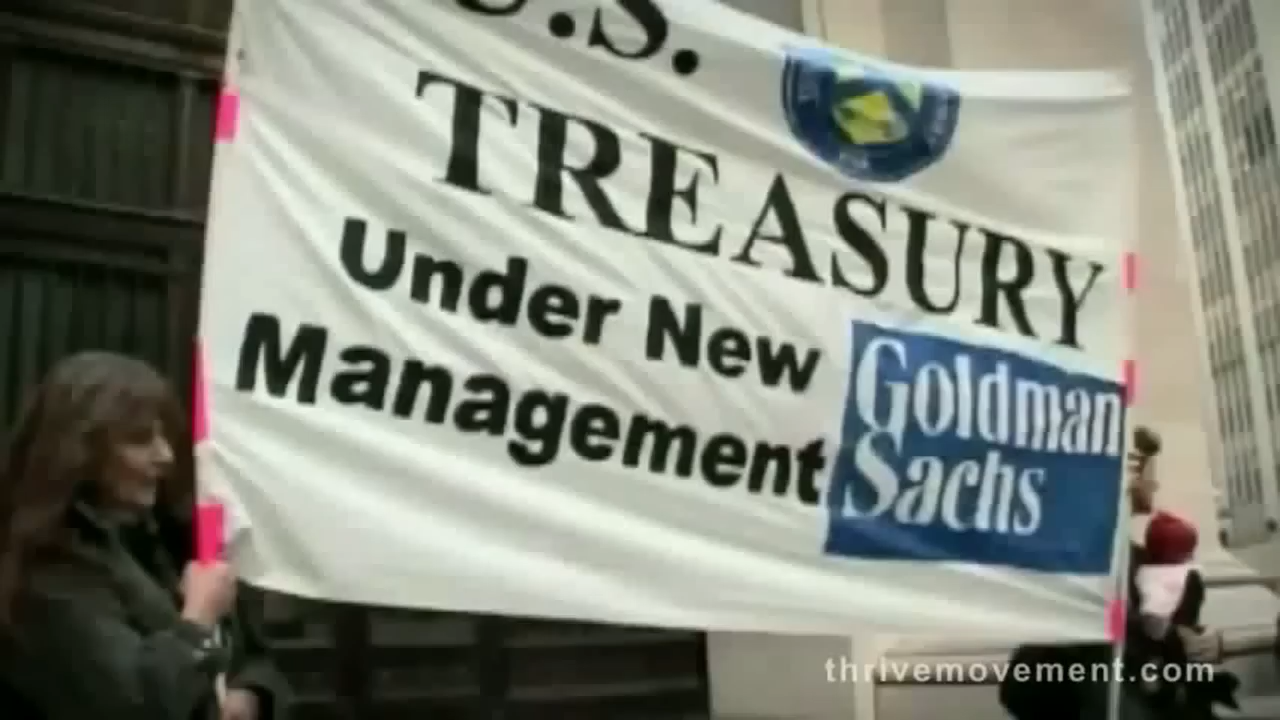 U.S.
TREASURY
Under New
Management
Goldman
Sachs
thrivemovement.com